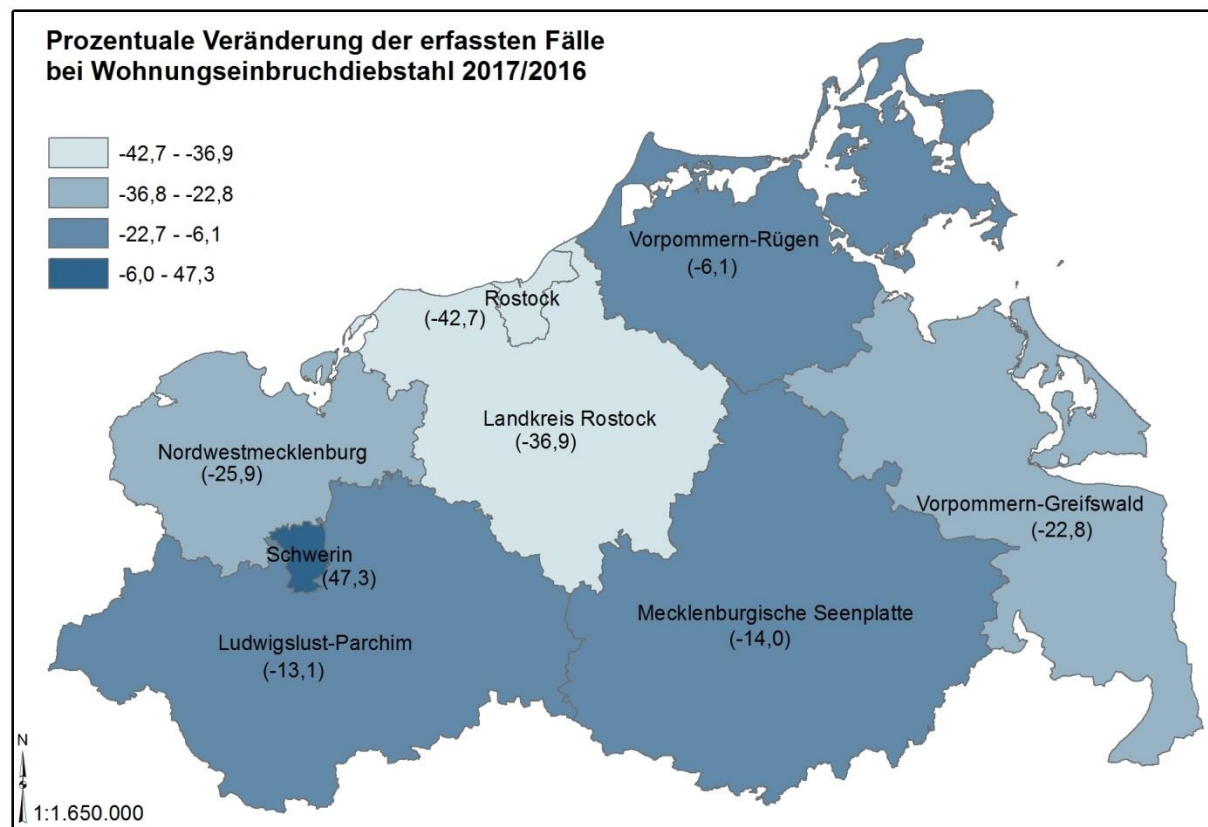 Prozentuale Veränderung der erfassten Fälle
bei Wohnungseinbruchdiebstahl 2017/2016
-42,7 - -36,9
-36,8 - -22,8
-22,7 - -6,1
-6,0 - 47,3
Vorpommern-Rügen
(-6,1)
Rostock
(-42,7)
Landkreis Rostock
(-36,9)
Nordwestmecklenburg
(-25,9)
Vorpommern-Greifswald
(-22,8)
Schwerin
(47,3)
Mecklenburgische Seenplatte
(-14,0)
Ludwigslust-Parchim
(-13,1)
N
1:1.650.000